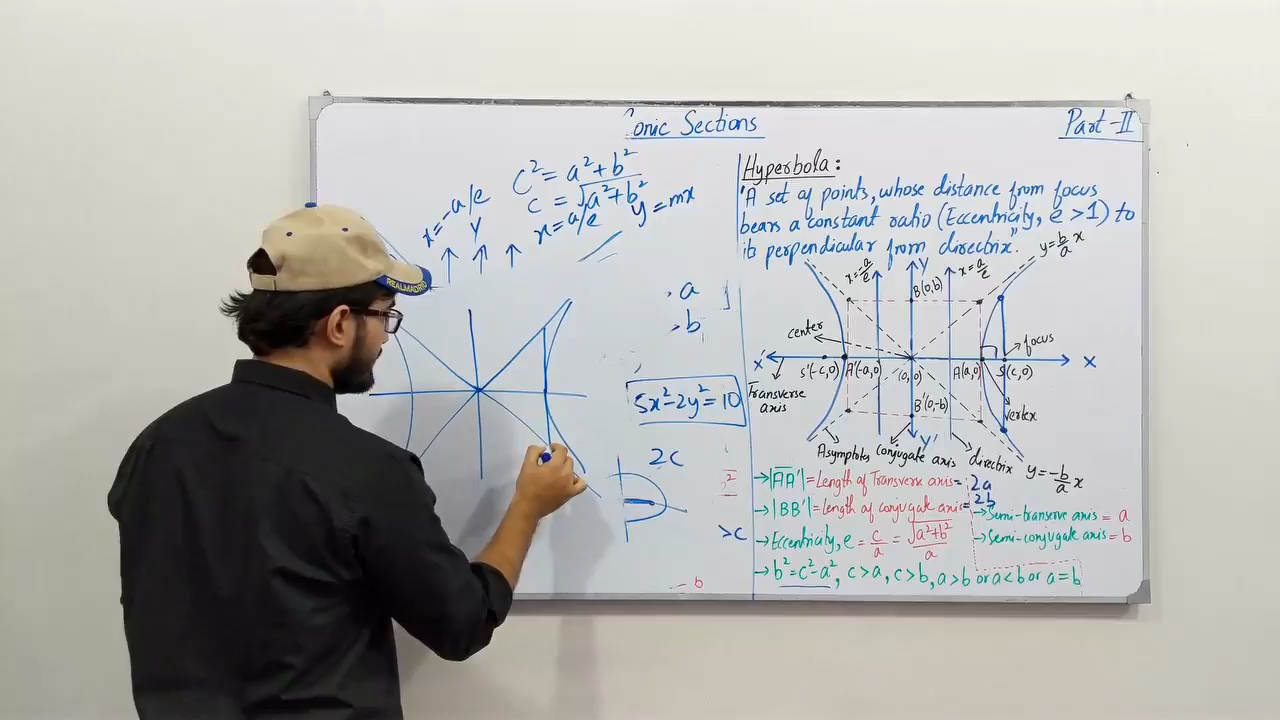 Conic Sections
Part-II
C² = a² + b²
c = √a² + b²
x = -a/e
Y
x = a/e
y = mx
a
b
5x² - 2y² = 10
2C
>c
- b
REALMADRID
Hyperbola:
"A set of points, whose distance from focus
bears a constant ratio (Eccentricity, e > 1) to
its perpendicular from directrix".
y = b/a x
x = -a/e
Y
x = a/e
B(0,b)
center
focus
X'
S'(-c,0)
A'(-a,0)
(0,0)
A(a,0)
S(c,0)
X
Transverse
axis
B'(0,-b)
vertex
Y'
Asymptotes
conjugate axis
directrix
y = -b/a x
→|AA'| = Length of Transverse axis = 2a
→|BB'| = Length of conjugate axis = 2b
→Semi-transverse axis = a
→Semi-conjugate axis = b
→Eccentricity, e = c/a = √a²+b²/a
→b² = c² - a², c > a, c > b, a > b or a < b or a = b